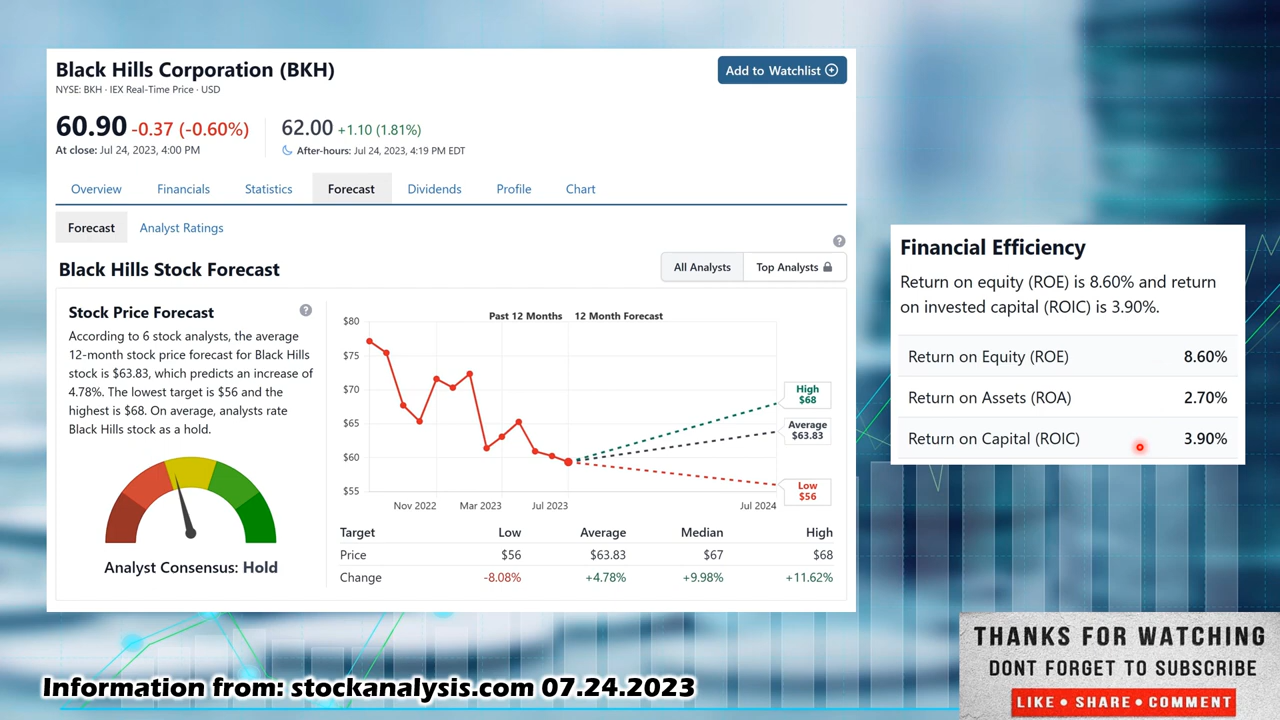 Black Hills Corporation (BKH)
Add to Watchlist
NYSE: BKH · IEX Real-Time Price · USD
60.90 -0.37 (-0.60%)
62.00 +1.10 (1.81%)
At close: Jul 24, 2023, 4:00 PM
After-hours: Jul 24, 2023, 4:19 PM EDT
Overview Financials Statistics Forecast Dividends Profile Chart
Forecast Analyst Ratings
?
Black Hills Stock Forecast
All Analysts Top Analysts
Stock Price Forecast ?
According to 6 stock analysts, the average
12-month stock price forecast for Black Hills
stock is $63.83, which predicts an increase of
4.78%. The lowest target is $56 and the
highest is $68. On average, analysts rate
Black Hills stock as a hold.
Analyst Consensus: Hold
Past 12 Months 12 Month Forecast
$80
$75
$70
$65
$60
$55
High
$68
Average
$63.83
Low
$56
Nov 2022 Mar 2023 Jul 2023 Jul 2024
Target Low Average Median High
Price $56 $63.83 $67 $68
Change -8.08% +4.78% +9.98% +11.62%
Financial Efficiency
Return on equity (ROE) is 8.60% and return
on invested capital (ROIC) is 3.90%.
Return on Equity (ROE) 8.60%
Return on Assets (ROA) 2.70%
Return on Capital (ROIC) 3.90%
Information from: stockanalysis.com 07.24.2023
THANKS FOR WATCHING
DONT FORGET TO SUBSCRIBE
LIKE • SHARE • COMMENT